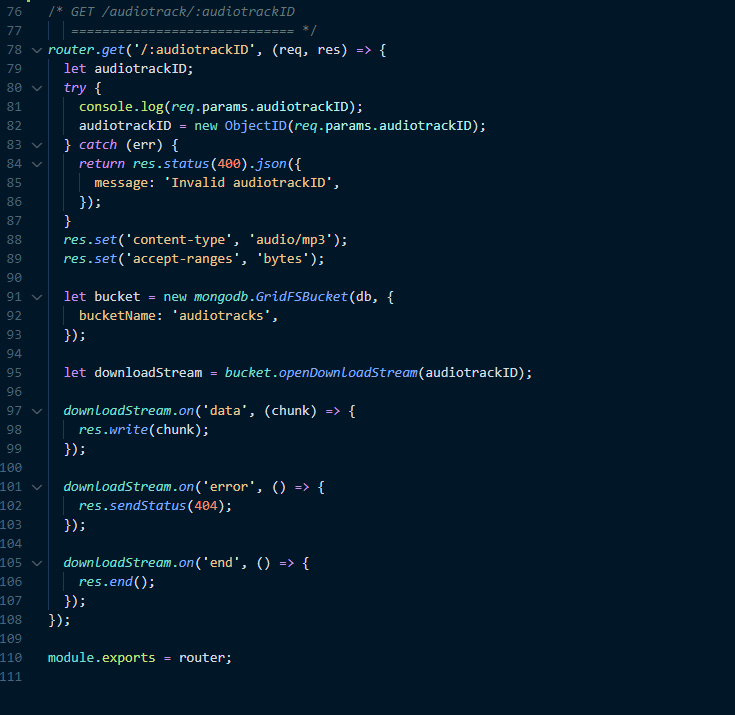 76 /* GET /audiotrack/:audiotrackID
77 ============================= */
78 router.get('/:audiotrackID', (req, res) => {
79 let audiotrackID;
80 try {
81 console.log(req.params.audiotrackID);
82 audiotrackID = new ObjectID(req.params.audiotrackID);
83 } catch (err) {
84 return res.status(400).json({
85 message: 'Invalid audiotrackID',
86 });
87 }
88 res.set('content-type', 'audio/mp3');
89 res.set('accept-ranges', 'bytes');
90
91 let bucket = new mongodb.GridFSBucket(db, {
92 bucketName: 'audiotracks',
93 });
94
95 let downloadStream = bucket.openDownloadStream(audiotrackID);
96
97 downloadStream.on('data', (chunk) => {
98 res.write(chunk);
99 });
100
101 downloadStream.on('error', () => {
102 res.sendStatus(404);
103 });
104
105 downloadStream.on('end', () => {
106 res.end();
107 });
108 });
109
110 module.exports = router;
111